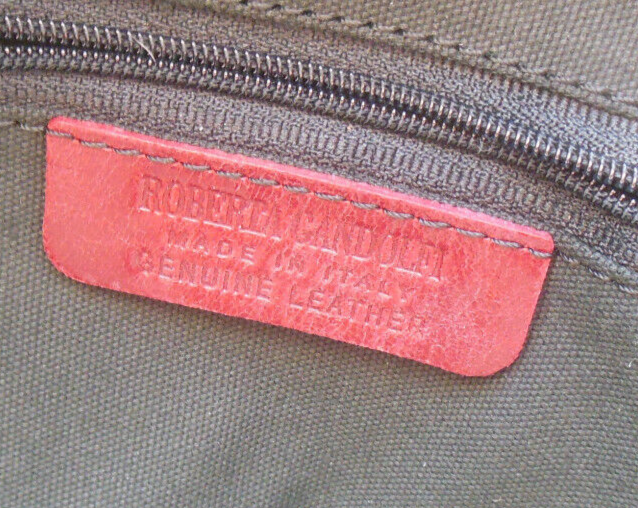 ROBERTA GANDOLFI
MADE IN ITALY
GENUINE LEATHER